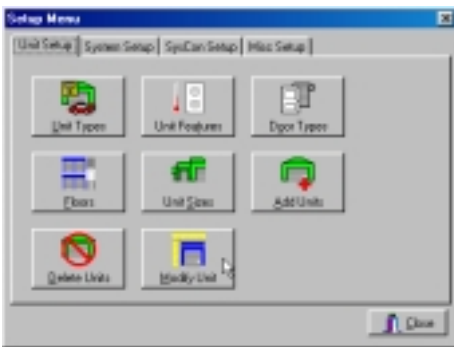 Setup Menu
Unit Setup System Setup SysCon Setup Misc Setup
Unit Types Unit Features Door Types
Floors Unit Sizes Add Units
Delete Units Modify Unit
Close